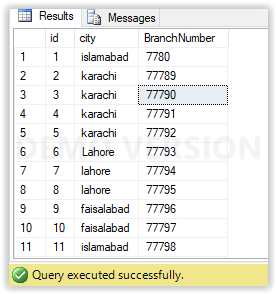 Results Messages
id city BranchNumber
1 1 islamabad 7780
2 2 karachi 77789
3 3 karachi 77790
4 4 karachi 77791
5 5 karachi 77792
6 6 Lahore 77793
7 7 lahore 77794
8 8 lahore 77795
9 9 faisalabad 77796
10 10 faisalabad 77797
11 11 islamabad 77798
DEMO VERSION
Query executed successfully.